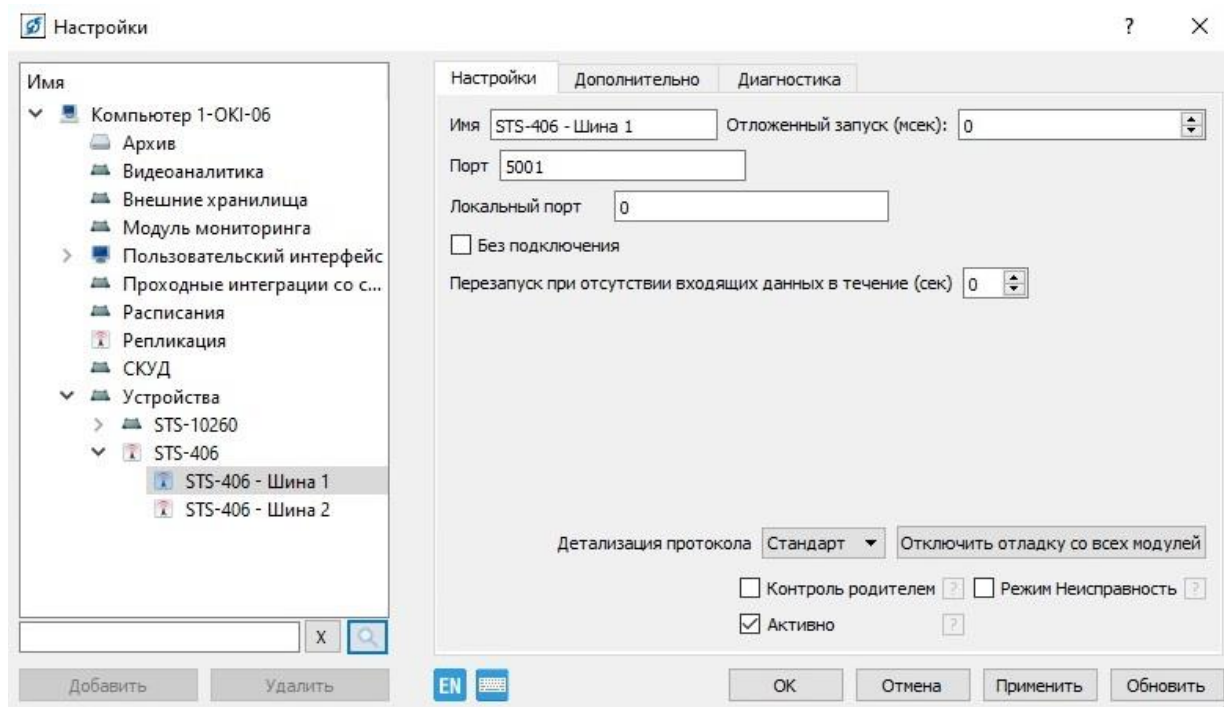 Настройки
?
Имя
Компьютер 1-OKI-06
Архив
Видеоаналитика
Внешние хранилища
Модуль мониторинга
Пользовательский интерфейс
Проходные интеграции со с...
Расписания
Репликация
СКУД
Устройства
STS-10260
STS-406
STS-406 - Шина 1
STS-406 - Шина 2
X
Добавить Удалить
Настройки Дополнительно Диагностика
Имя STS-406 - Шина 1 Отложенный запуск (мсек): 0
Порт 5001
Локальный порт 0
Без подключения
Перезапуск при отсутствии входящих данных в течение (сек) 0
Детализация протокола Стандарт Отключить отладку со всех модулей
Контроль родителем ? Режим Неисправность ?
Активно ?
EN OK Отмена Применить Обновить